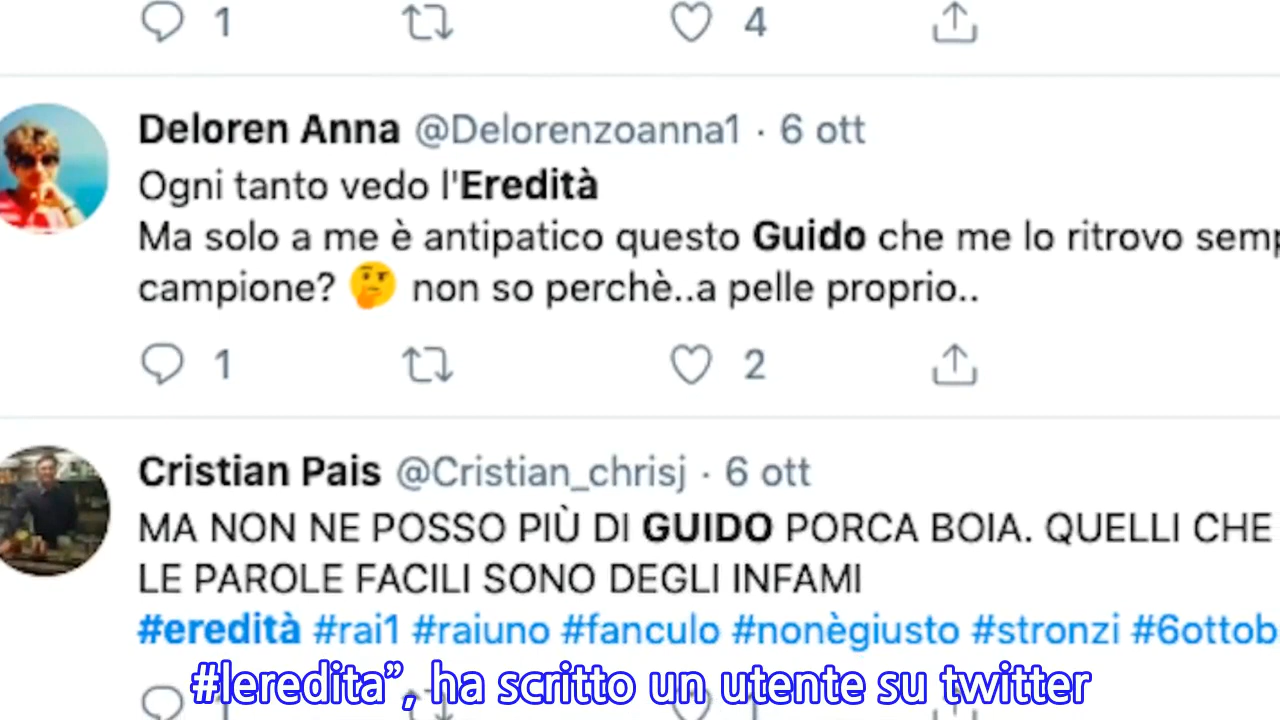 1 4
Deloren Anna @Delorenzoanna1 · 6 ott
Ogni tanto vedo l'Eredità
Ma solo a me è antipatico questo Guido che me lo ritrovo semp
campione? 🤔 non so perchè..a pelle proprio..
1 2
Cristian Pais @Cristian_chrisj · 6 ott
MA NON NE POSSO PIÙ DI GUIDO PORCA BOIA. QUELLI CHE
LE PAROLE FACILI SONO DEGLI INFAMI
#eredità #rai1 #raiuno #fanculo #nonègiusto #stronzi #6ottob
#leredita”, ha scritto un utente su twitter